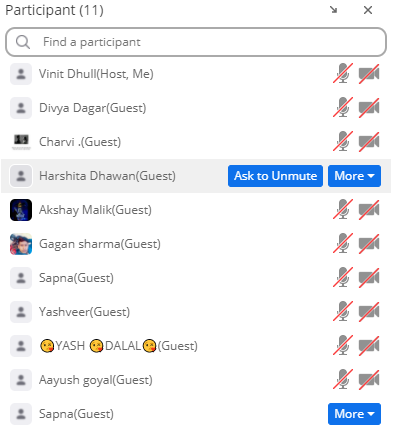 Participant (11)
Find a participant
Vinit Dhull(Host, Me)
Divya Dagar(Guest)
Charvi .(Guest)
Harshita Dhawan(Guest) Ask to Unmute More
Akshay Malik(Guest)
Gagan sharma(Guest)
Sapna(Guest)
Yashveer(Guest)
😘YASH 😘DALAL😘(Guest)
Aayush goyal(Guest)
Sapna(Guest) More